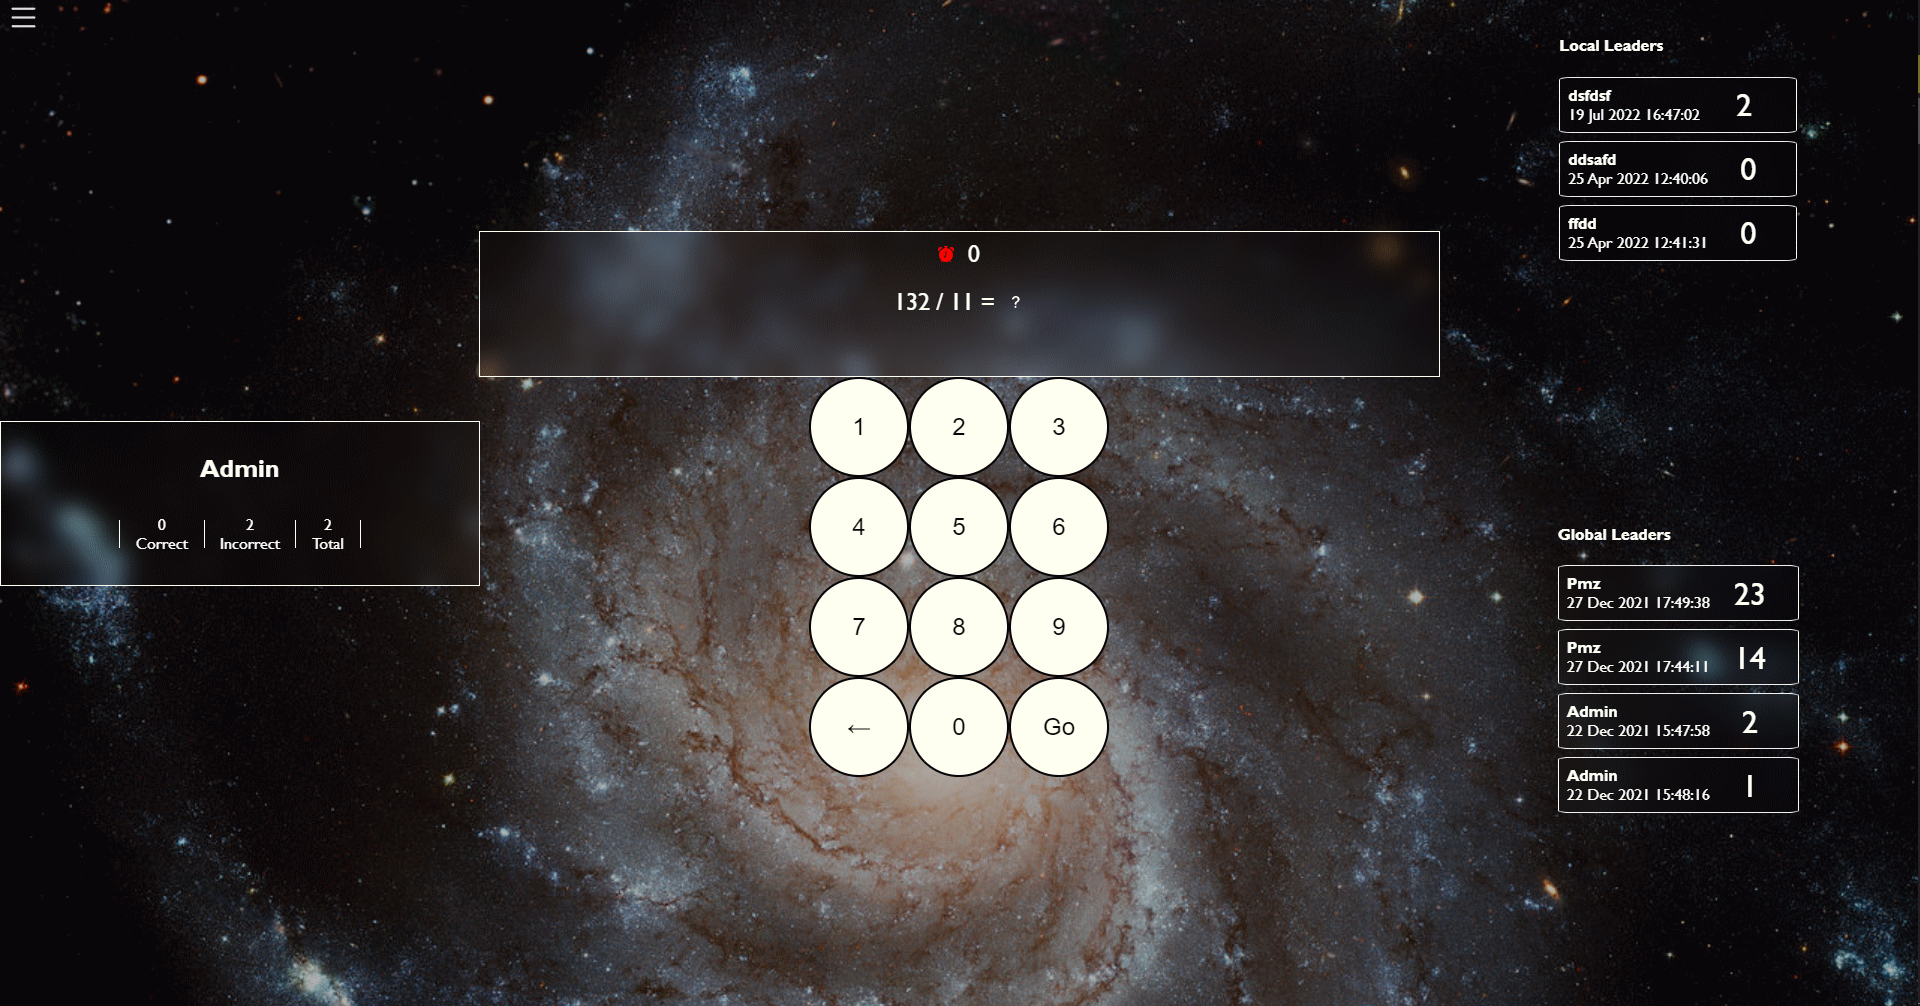 0
132 / 11 = ?
1 2 3
4 5 6
7 8 9
← 0 Go
Admin
0 2 2
Correct Incorrect Total
Local Leaders
dsfdsf
19 Jul 2022 16:47:02 2
ddsafd
25 Apr 2022 12:40:06 0
ffdd
25 Apr 2022 12:41:31 0
Global Leaders
Pmz
27 Dec 2021 17:49:38 23
Pmz
27 Dec 2021 17:44:11 14
Admin
22 Dec 2021 15:47:58 2
Admin
22 Dec 2021 15:48:16 1